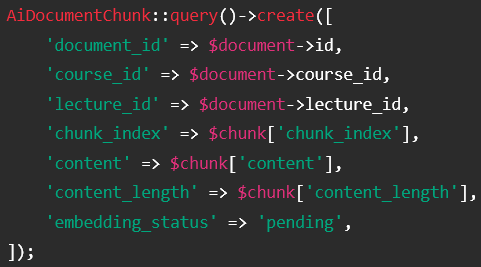 AiDocumentChunk::query()->create([
    'document_id' => $document->id,
    'course_id' => $document->course_id,
    'lecture_id' => $document->lecture_id,
    'chunk_index' => $chunk['chunk_index'],
    'content' => $chunk['content'],
    'content_length' => $chunk['content_length'],
    'embedding_status' => 'pending',
]);